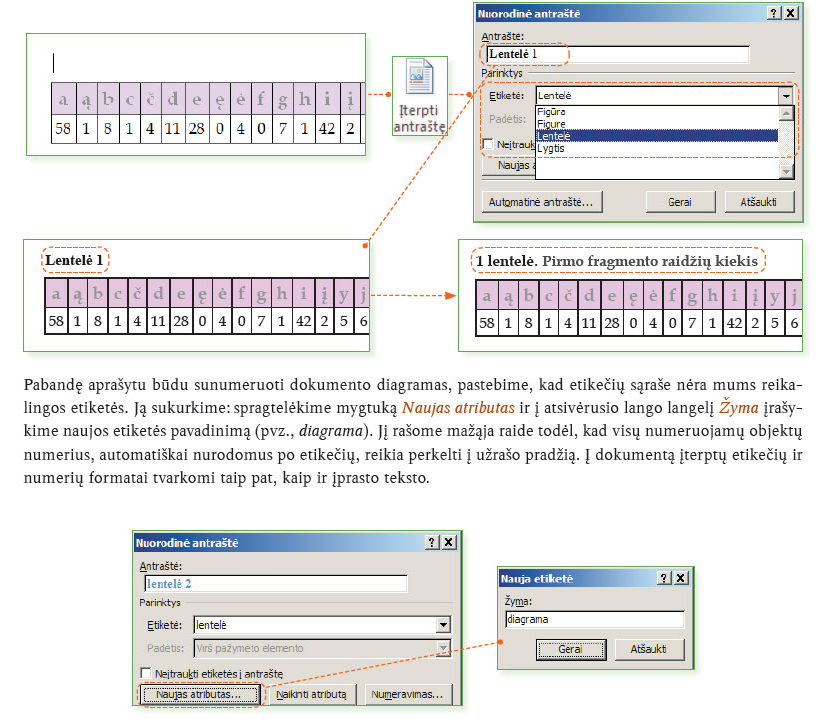 a ą b c č d e ę ė f g h i į
58 1 8 1 4 11 28 0 4 0 7 1 42 2
Įterpti
antraštę
Nuorodinė antraštė
Antraštė:
Lentelė 1
Parinktys
Etiketė: Lentelė
Figūra
Figure
Lentelė
Lygtis
Padėtis:
Neįtrauk
Naujas a
Automatinė antraštė... Gerai Atšaukti
Lentelė 1
a ą b c č d e ę ė f g h i į y j
58 1 8 1 4 11 28 0 4 0 7 1 42 2 5 6
1 lentelė. Pirmo fragmento raidžių kiekis
a ą b c č d e ę ė f g h i į y j
58 1 8 1 4 11 28 0 4 0 7 1 42 2 5 6
Pabandę aprašytu būdu sunumeruoti dokumento diagramas, pastebime, kad etikečių sąraše nėra mums reika-
lingos etiketės. Ją sukurkime: spragtelėkime mygtuką Naujas atributas ir į atsivėrusio lango langelį Žyma įrašy-
kime naujos etiketės pavadinimą (pvz., diagrama). Jį rašome mažąja raide todėl, kad visų numeruojamų objektų
numerius, automatiškai nurodomus po etikečių, reikia perkelti į užrašo pradžią. Į dokumentą įterptų etikečių ir
numerių formatai tvarkomi taip pat, kaip ir įprasto teksto.
Nuorodinė antraštė
Antraštė:
lentelė 2
Parinktys
Etiketė: lentelė
Padėtis: Virš pažymėto elemento
Neįtraukti etiketės į antraštę
Naujas atributas... Naikinti atributą Numeravimas...
Nauja etiketė
Žyma:
diagrama
Gerai Atšaukti